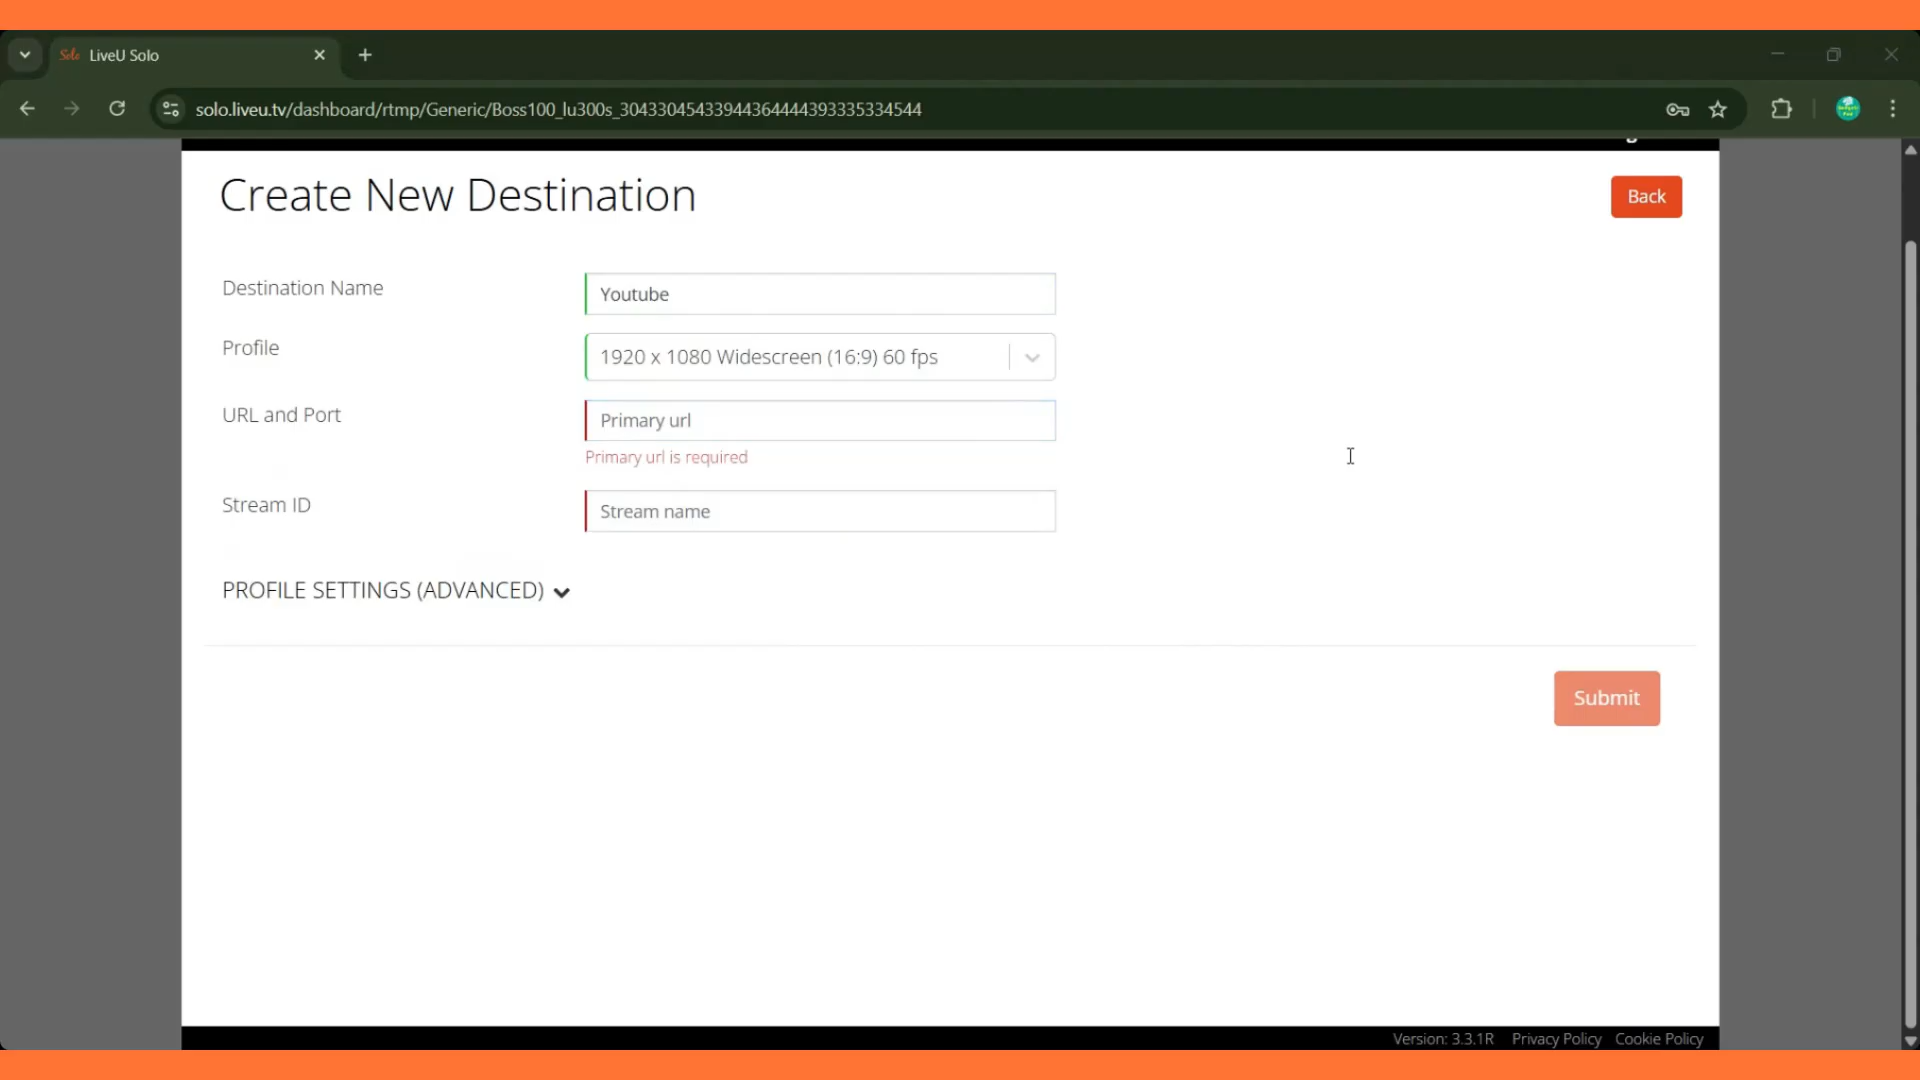 Solo LiveU Solo
solo.liveu.tv/dashboard/rtmp/Generic/Boss100_lu300s_30433045433944364444393335334544
Create New Destination
Back
Destination Name
Youtube
Profile
1920 x 1080 Widescreen (16:9) 60 fps
URL and Port
Primary url
Primary url is required
Stream ID
Stream name
PROFILE SETTINGS (ADVANCED)
Submit
Version: 3.3.1R Privacy Policy Cookie Policy